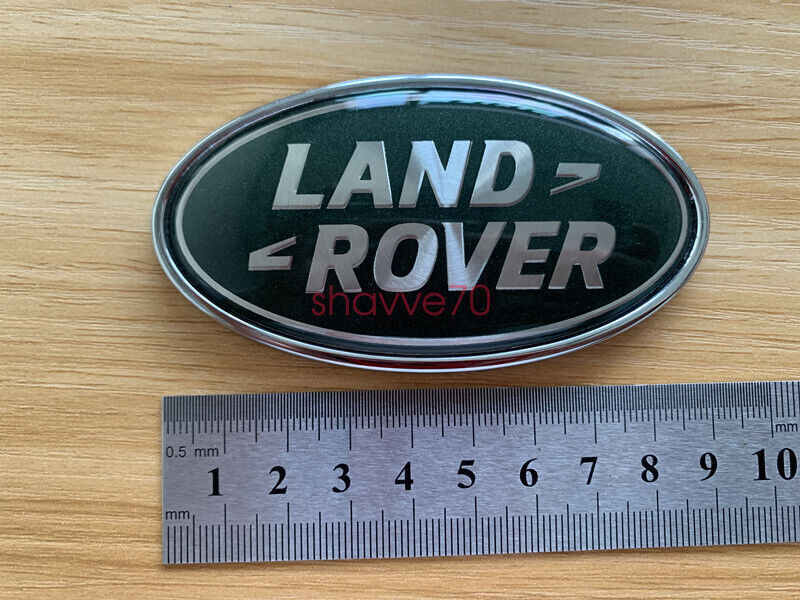 LAND >
< ROVER
shavve70
0.5 mm
mm
1 2 3 4 5 6 7 8 9 10
mm